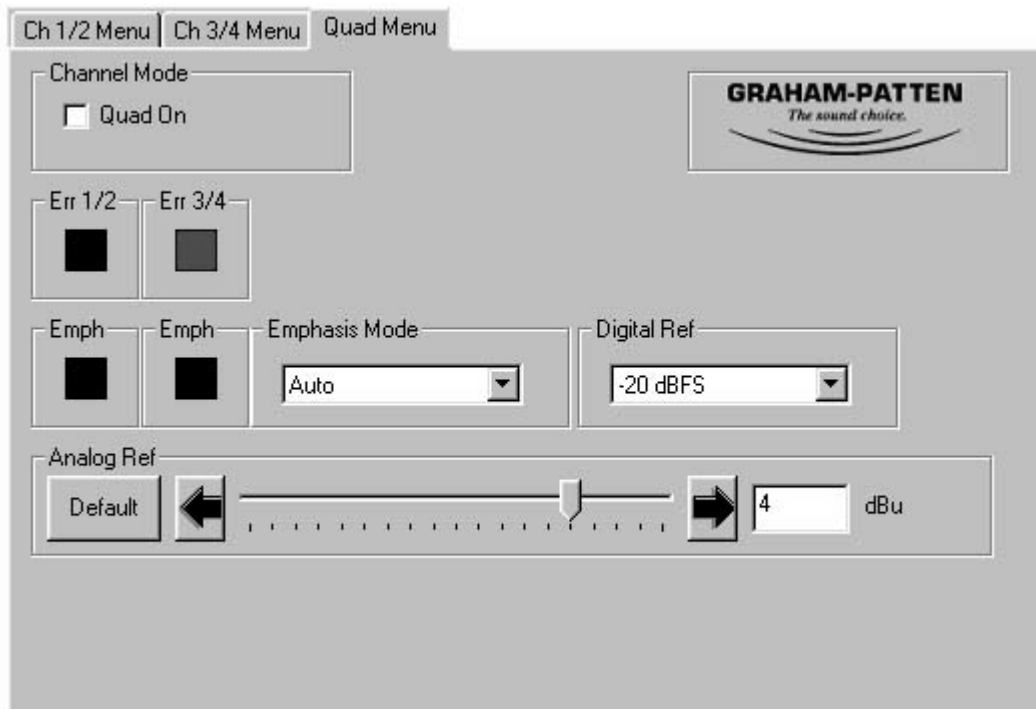 Ch 1/2 Menu Ch 3/4 Menu Quad Menu
Channel Mode
Quad On
GRAHAM-PATTEN
The sound choice.
Err 1/2 Err 3/4
Emph Emph Emphasis Mode Digital Ref
Auto -20 dBFS
Analog Ref
Default 4 dBu